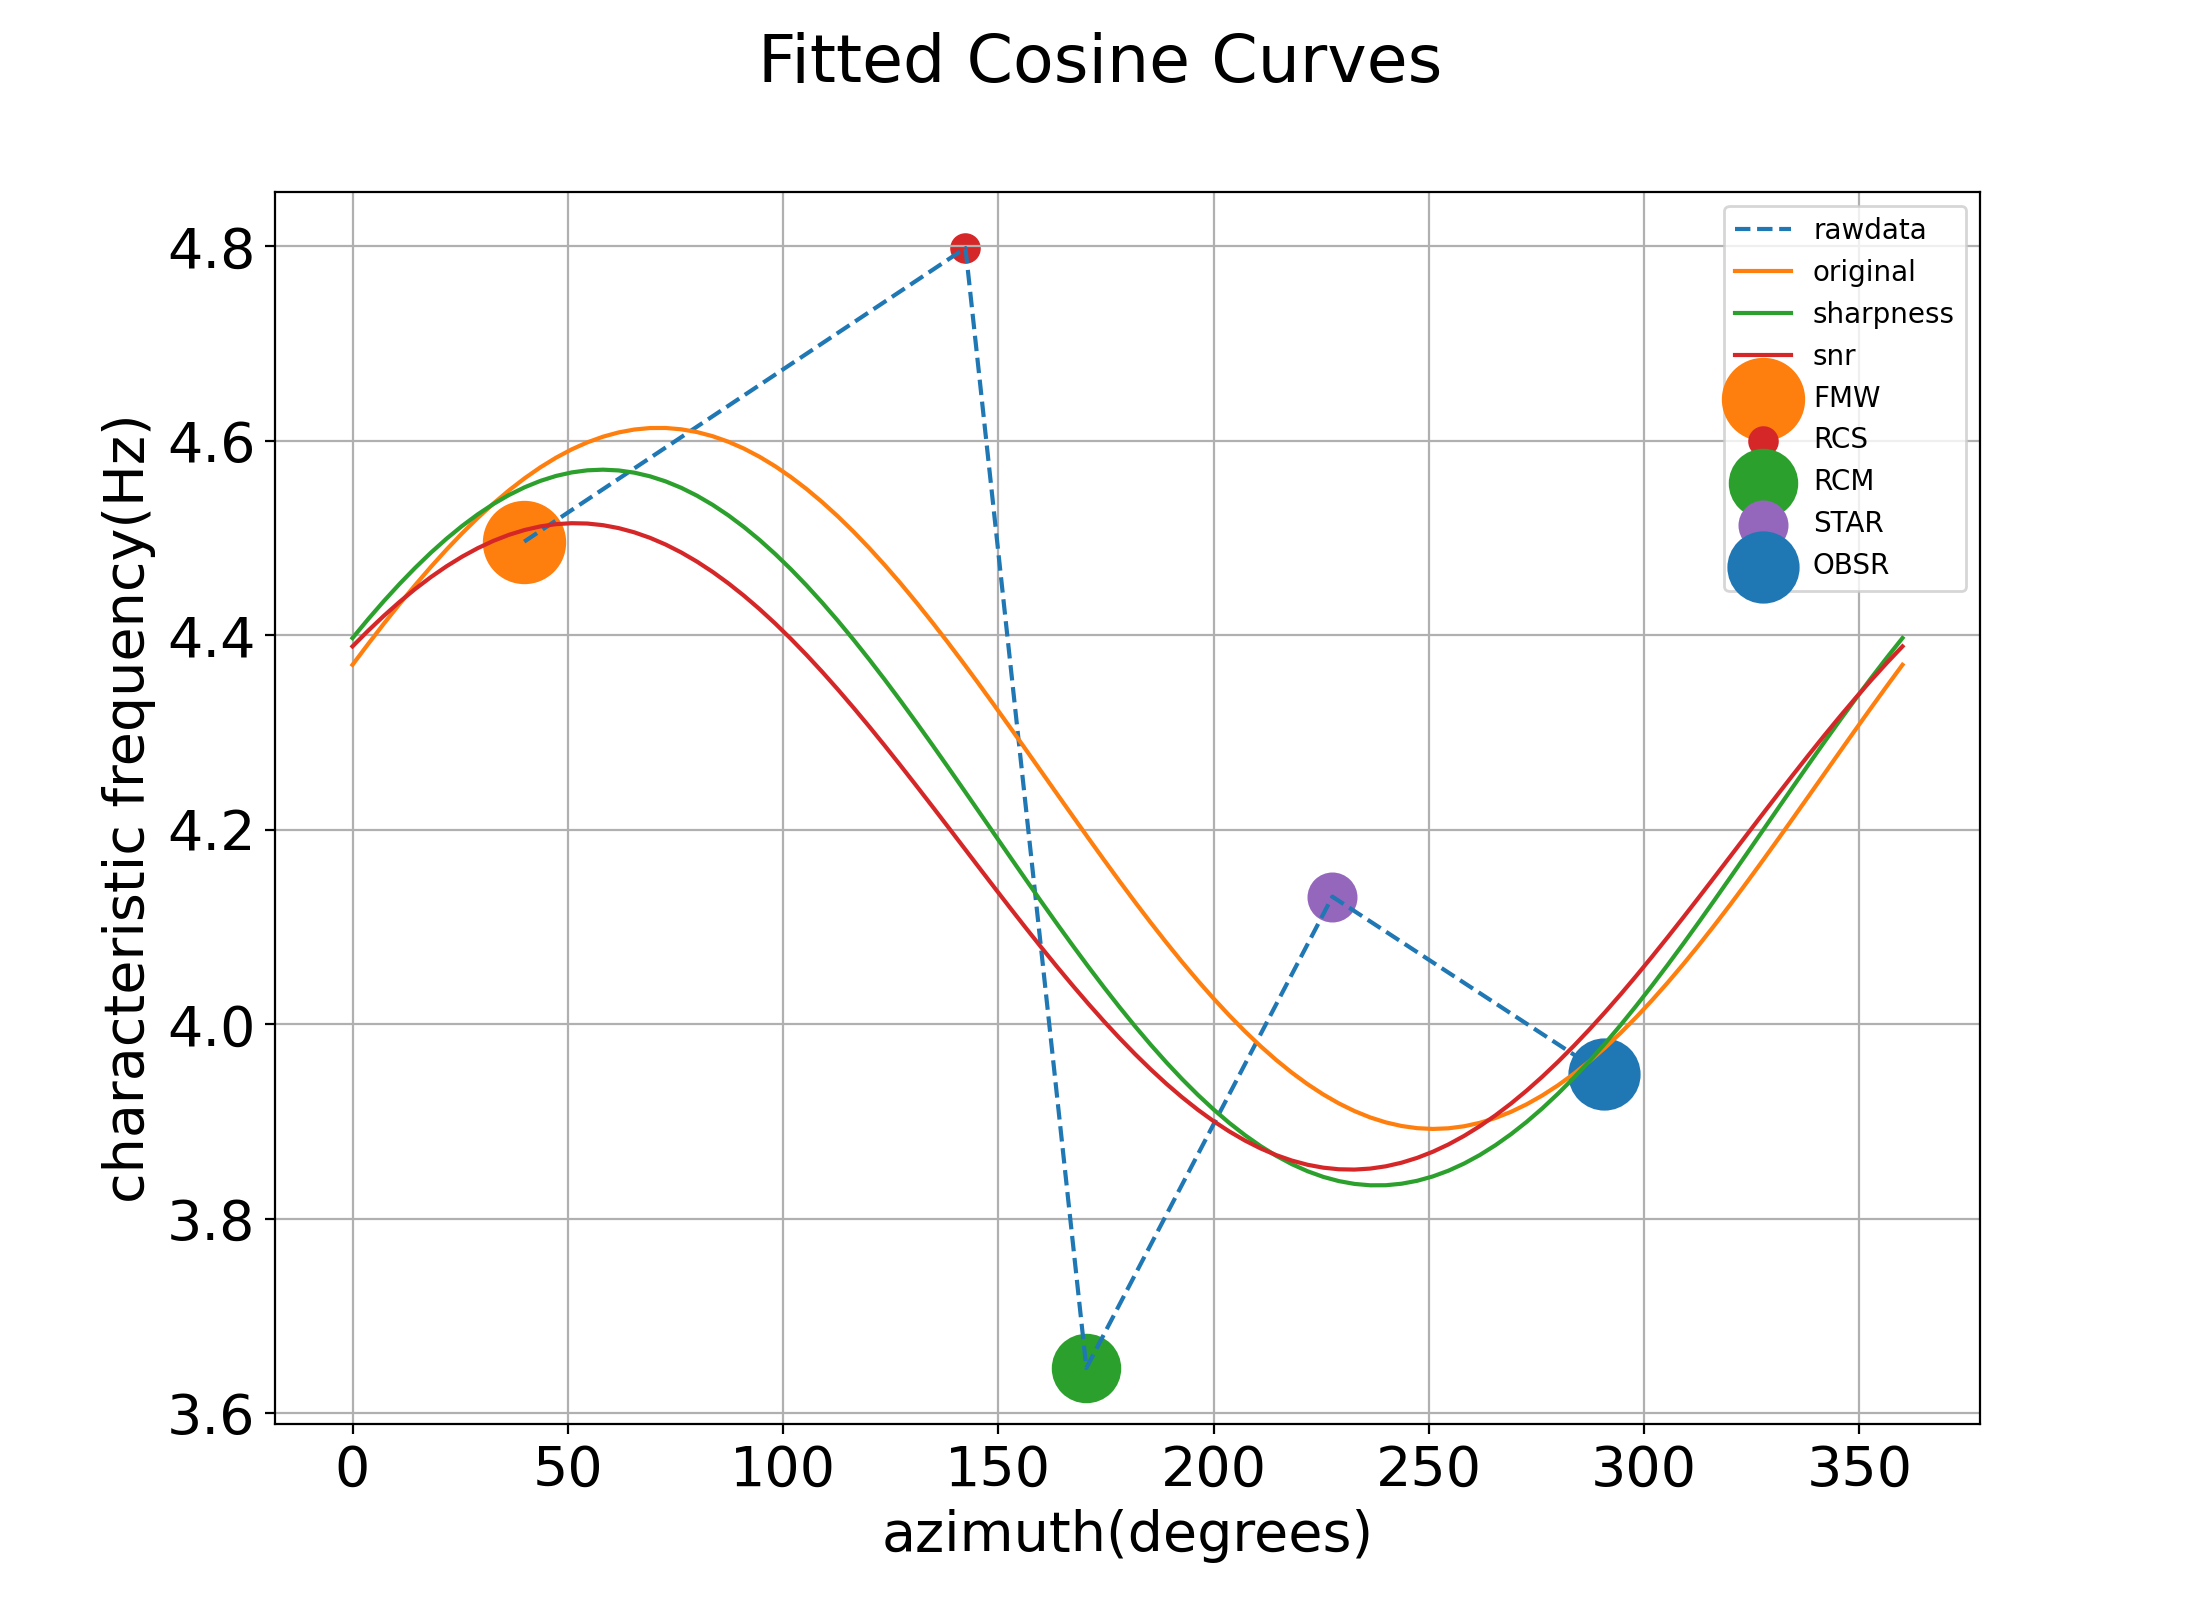 Fitted Cosine Curves
4.8
4.6
4.4
4.2
4.0
3.8
3.6
characteristic frequency(Hz)
rawdata
original
sharpness
snr
FMW
RCS
RCM
STAR
OBSR
0 50 100 150 200 250 300 350
azimuth(degrees)